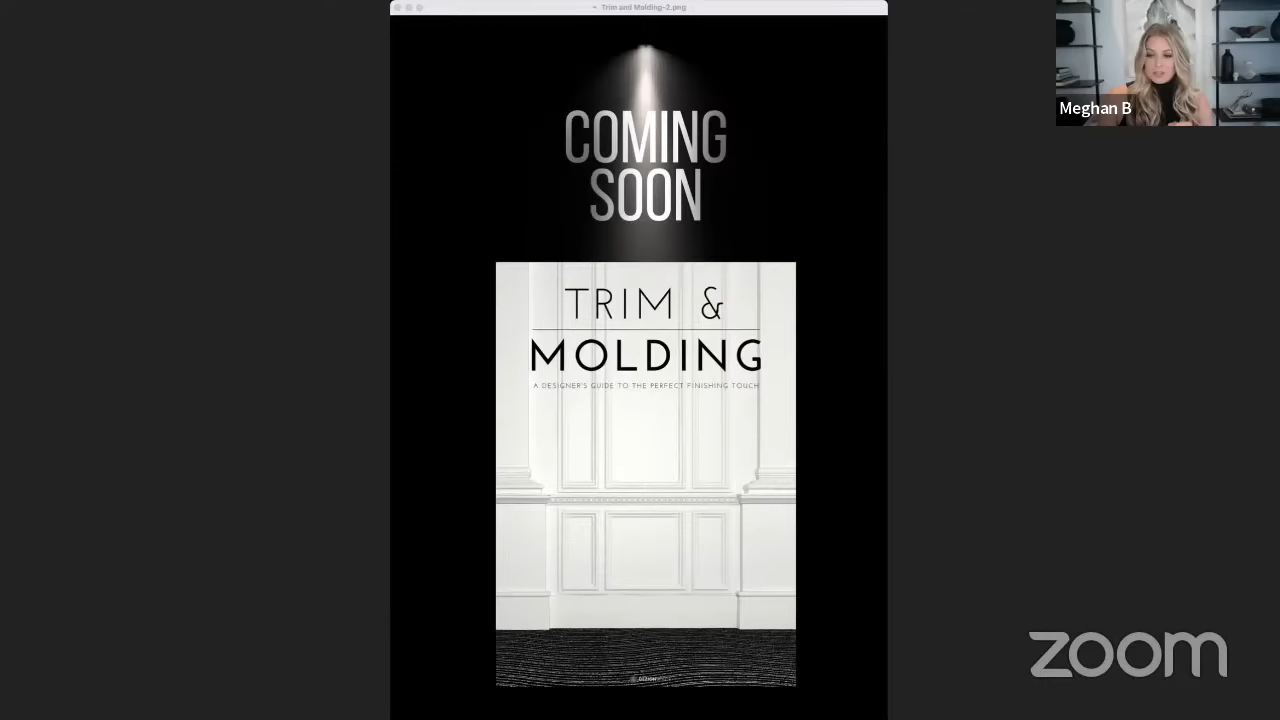 Trim and Molding-2.png
Meghan B
COMING
SOON
TRIM &
MOLDING
A DESIGNER'S GUIDE TO THE PERFECT FINISHING TOUCH
zoom